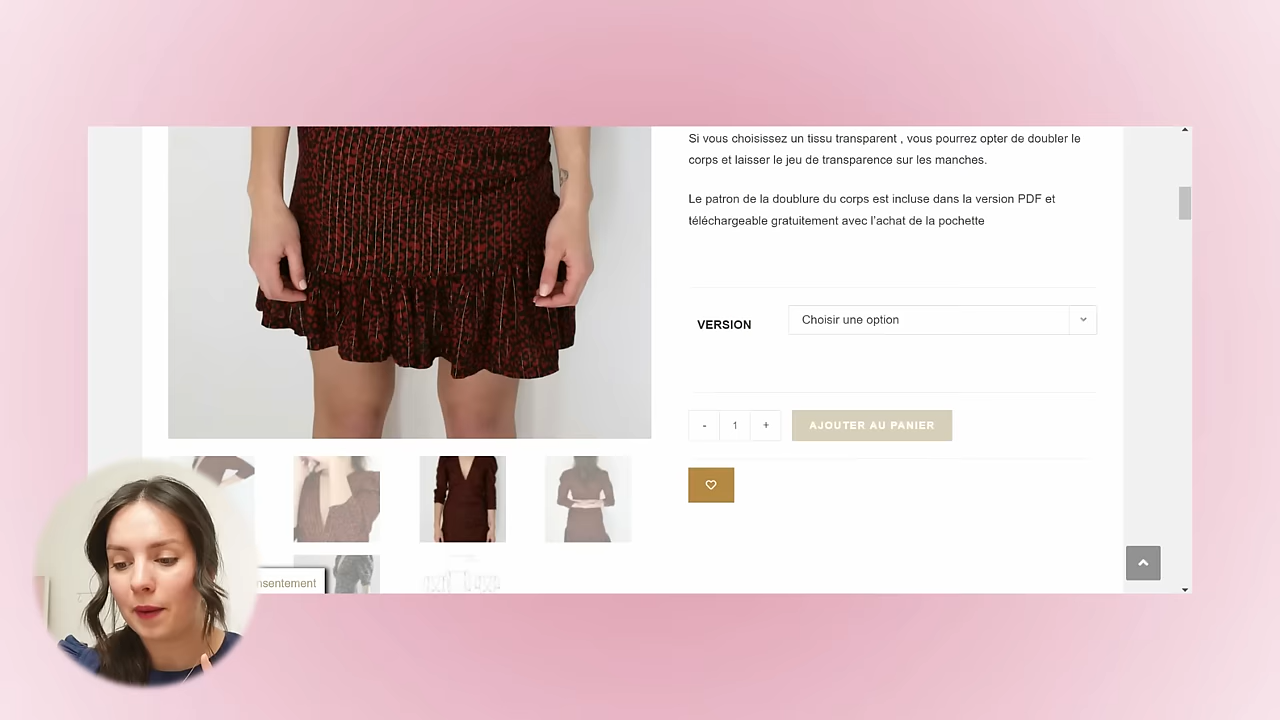 Si vous choisissez un tissu transparent , vous pourrez opter de doubler le
corps et laisser le jeu de transparence sur les manches.
Le patron de la doublure du corps est incluse dans la version PDF et
téléchargeable gratuitement avec l'achat de la pochette
VERSION
Choisir une option
- 1 +
AJOUTER AU PANIER
nsentement